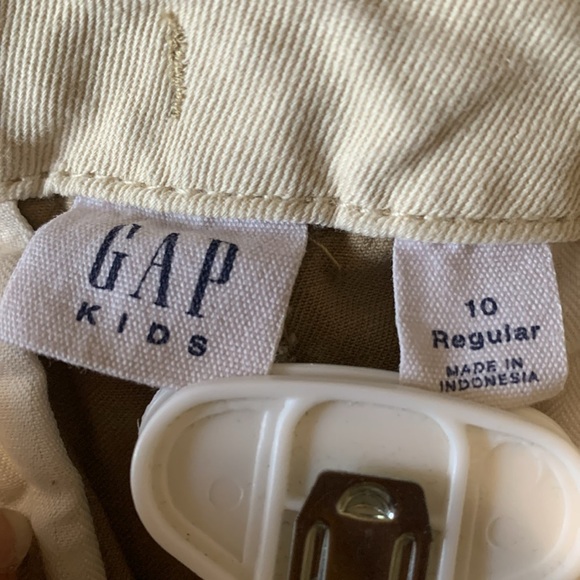 GAP
KIDS
10
Regular
MADE IN
INDONESIA